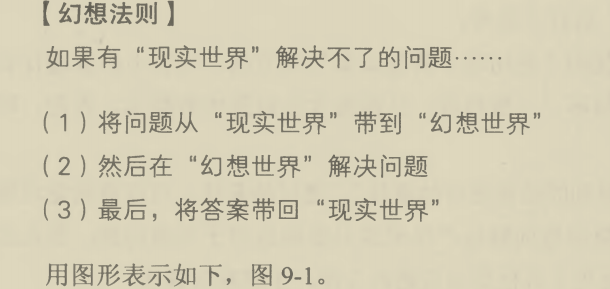 【幻想法则】
如果有“现实世界”解决不了的问题……
（1）将问题从“现实世界”带到“幻想世界”
（2）然后在“幻想世界”解决问题
（3）最后，将答案带回“现实世界”
用图形表示如下，图 9-1。